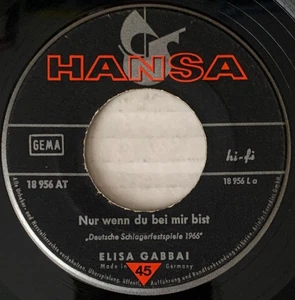 HANSA
GEMA
hi-fi
18 956 AT
18 956 L a
Nur wenn du bei mir bist
„Deutsche Schlagerfestspiele 1966"
ELISA GABBAI
Made in Germany
45